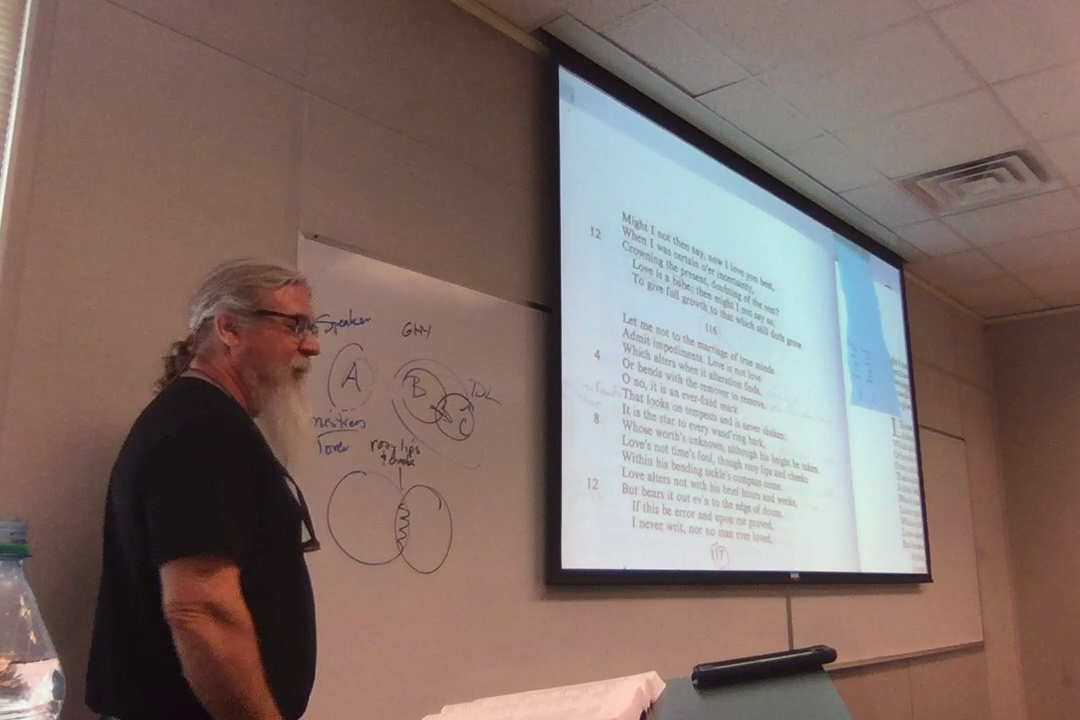 Speaker
GHY
A
B
C
DL
rosy lips
& cheeks
Might I not then say, now I love you best,
12 When I was certain o'er incertainty,
Crowning the present, doubting of the rest?
Love is a babe; then might I not say so,
To give full growth to that which still doth grow.
116
Let me not to the marriage of true minds
Admit impediments. Love is not love
Which alters when it alteration finds,
4 Or bends with the remover to remove.
O no, it is an ever-fixèd mark
That looks on tempests and is never shaken;
It is the star to every wand'ring bark,
8 Whose worth's unknown, although his height be taken.
Love's not time's fool, though rosy lips and cheeks
Within his bending sickle's compass come.
Love alters not with his brief hours and weeks,
12 But bears it out ev'n to the edge of doom.
If this be error and upon me proved,
I never writ, nor no man ever loved.
117